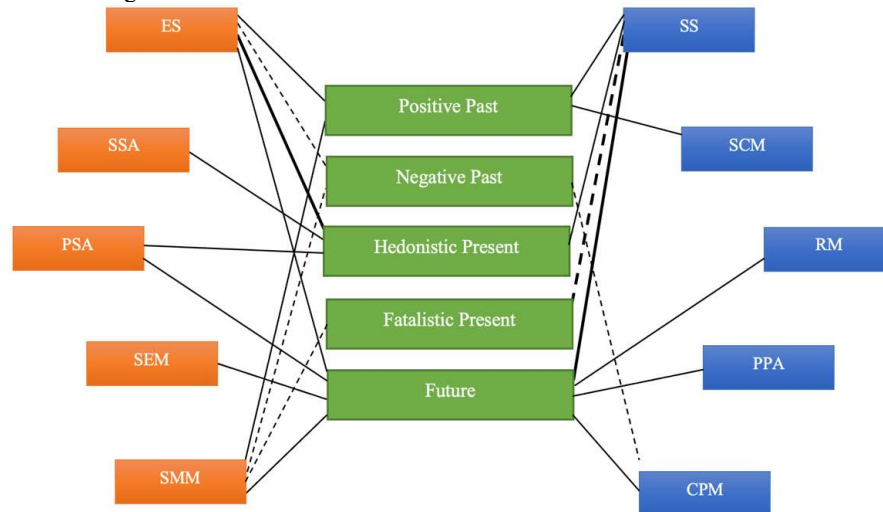 ES
SS
Positive Past
SSA
SCM
Negative Past
PSA
Hedonistic Present
RM
Fatalistic Present
SEM
PPA
Future
SMM
CPM